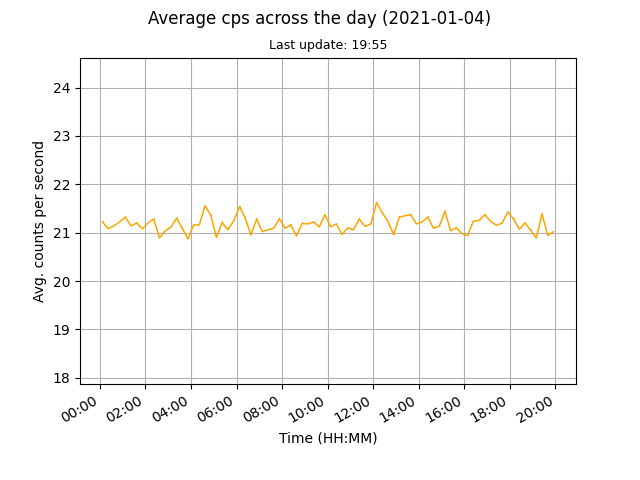 Average cps across the day (2021-01-04)
Last update: 19:55
24
23
22
21
20
19
18
Avg. counts per second
00:00 02:00 04:00 06:00 08:00 10:00 12:00 14:00 16:00 18:00 20:00
Time (HH:MM)